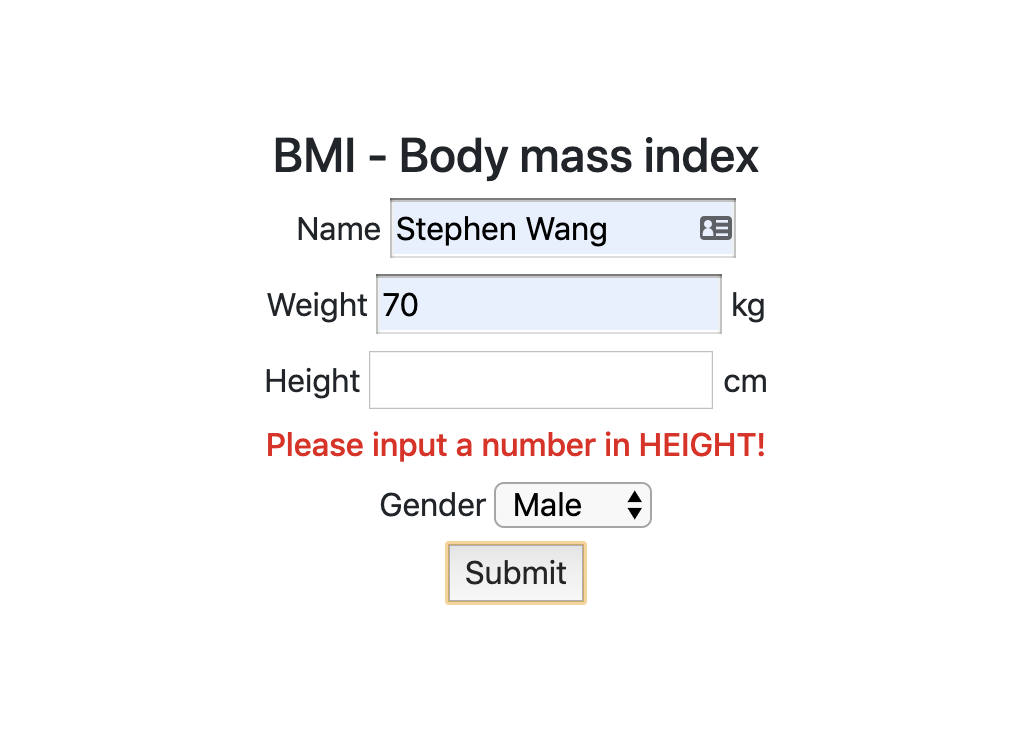 BMI - Body mass index
Name Stephen Wang
Weight 70 kg
Height cm
Please input a number in HEIGHT!
Gender Male
Submit